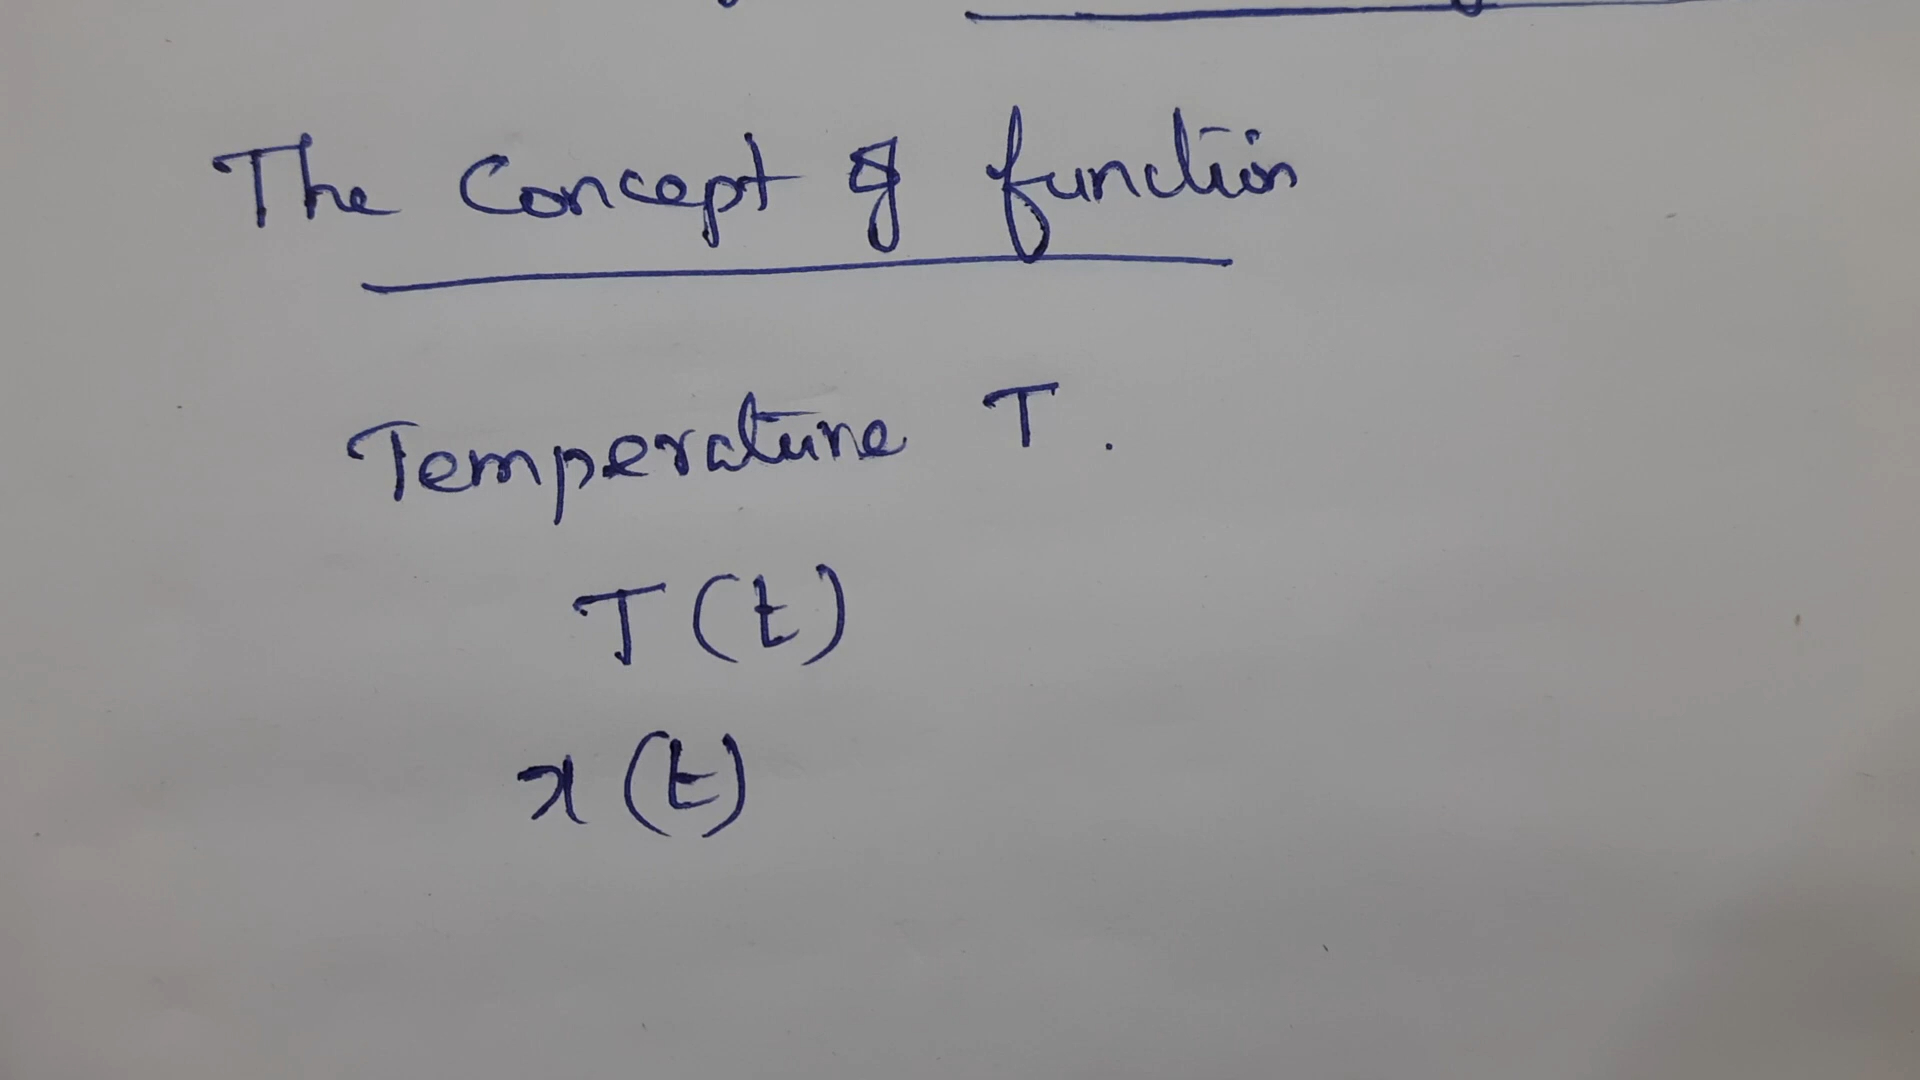 The Concept of function
Temperature T.
T(t)
x(t)